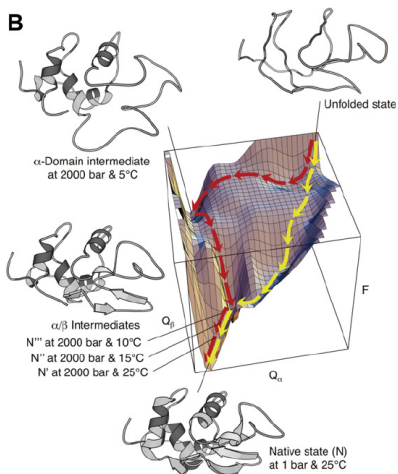 B
Unfolded state
α-Domain intermediate
at 2000 bar & 5°C
F
Qβ
α/β Intermediates
N''' at 2000 bar & 10°C
N'' at 2000 bar & 15°C
N' at 2000 bar & 25°C
Qα
Native state (N)
at 1 bar & 25°C